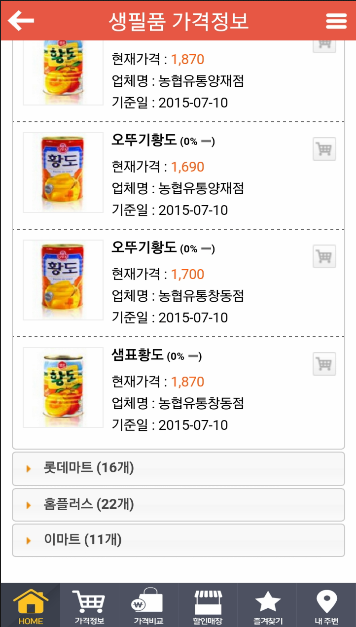 생필품 가격정보
황도
현재가격 : 1,870
업체명 : 농협유통양재점
기준일 : 2015-07-10
황도
오뚜기황도 (0% ―)
현재가격 : 1,690
업체명 : 농협유통양재점
기준일 : 2015-07-10
황도
오뚜기황도 (0% ―)
현재가격 : 1,700
업체명 : 농협유통창동점
기준일 : 2015-07-10
황도
샘표황도 (0% ―)
현재가격 : 1,870
업체명 : 농협유통창동점
기준일 : 2015-07-10
롯데마트 (16개)
홈플러스 (22개)
이마트 (11개)
HOME 가격정보 가격비교 할인매장 즐겨찾기 내 주변